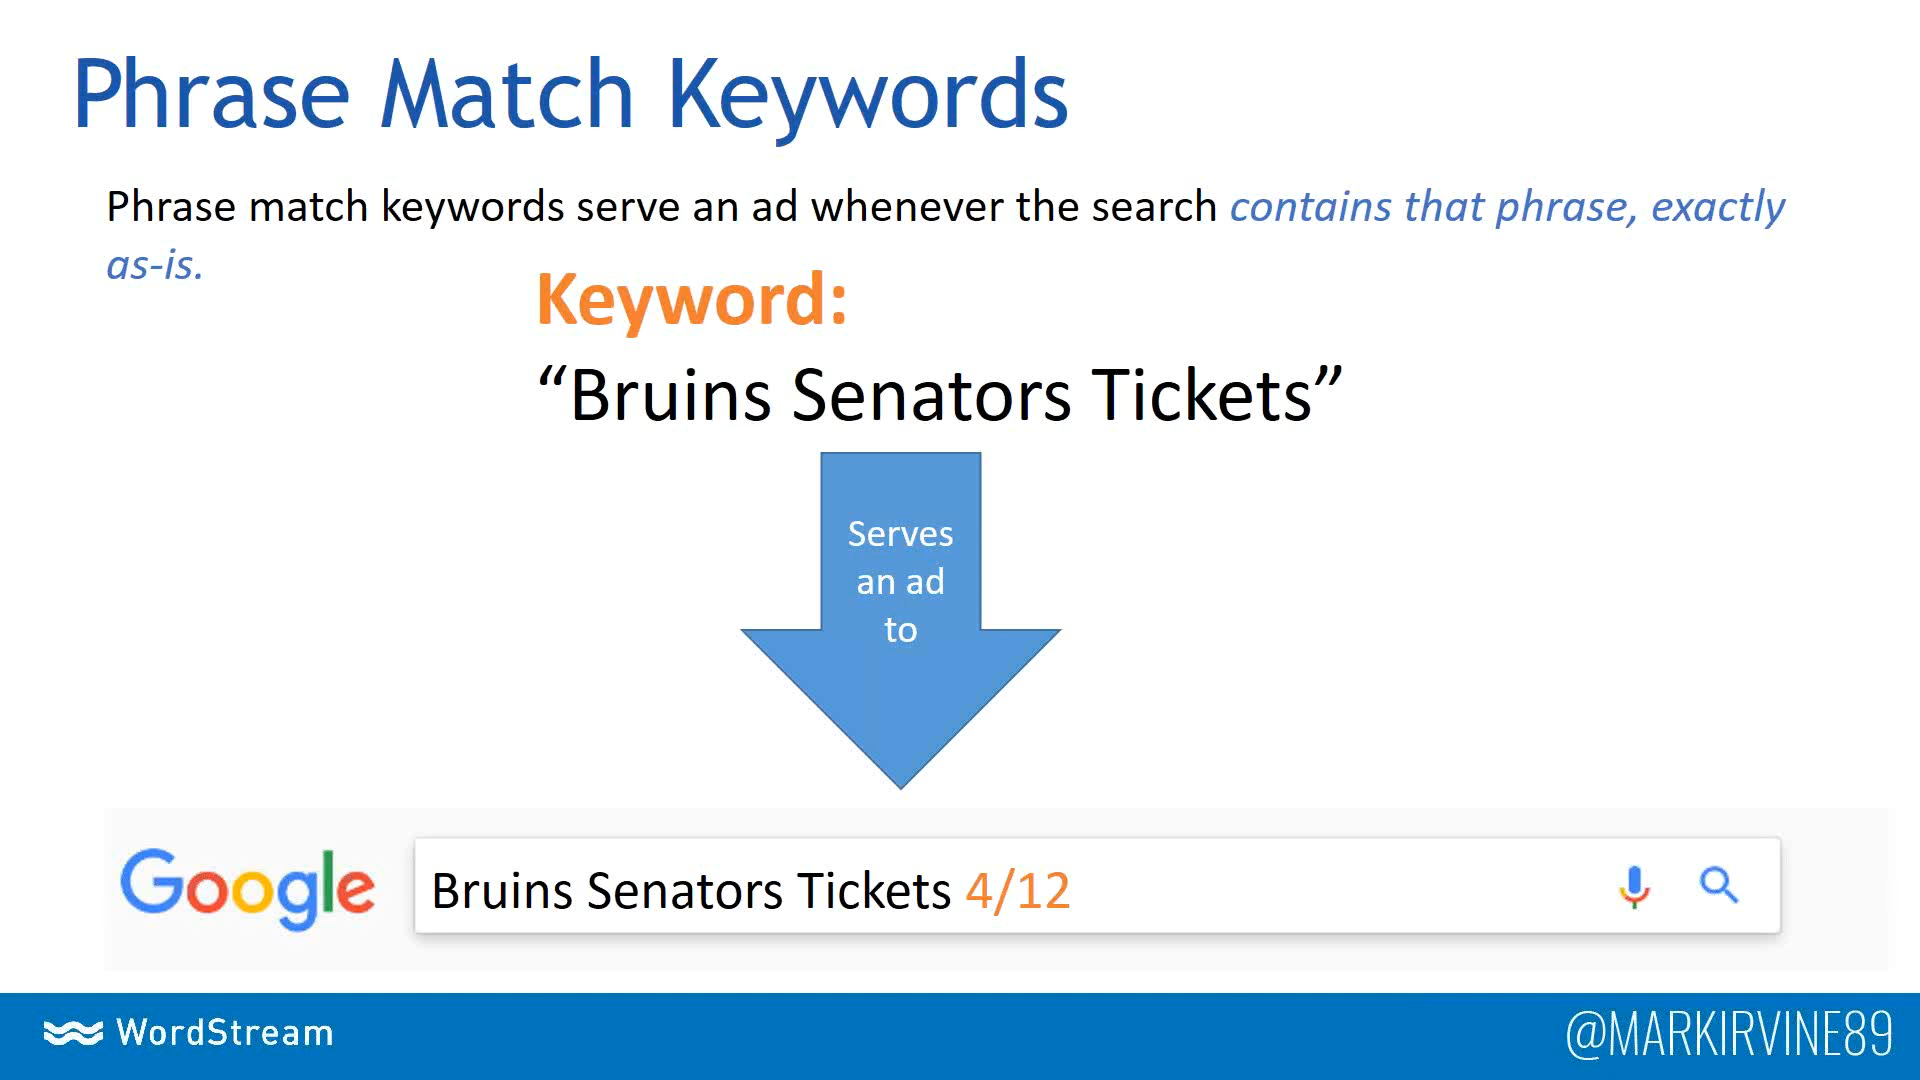 Phrase Match Keywords
Phrase match keywords serve an ad whenever the search contains that phrase, exactly
as-is.
Keyword:
“Bruins Senators Tickets”
Serves
an ad
to
Google
Bruins Senators Tickets 4/12
WordStream
@MARKIRVINE89